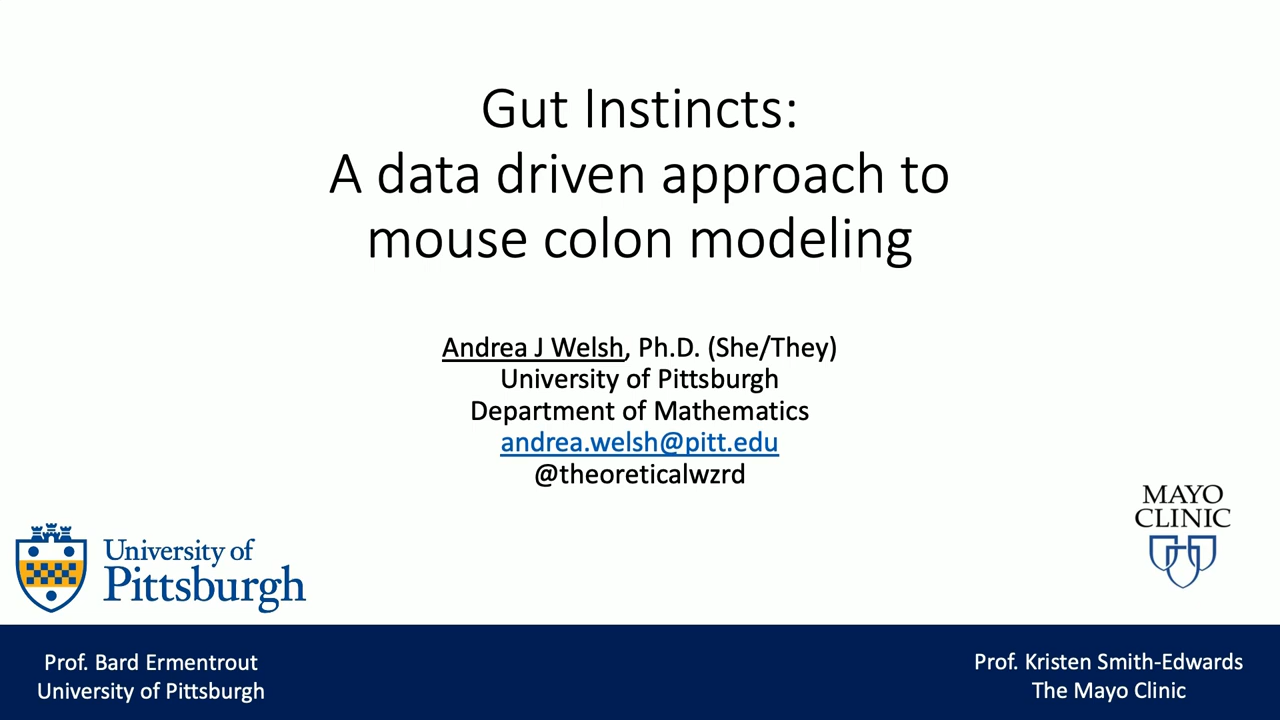 Gut Instincts:
A data driven approach to
mouse colon modeling
Andrea J Welsh, Ph.D. (She/They)
University of Pittsburgh
Department of Mathematics
andrea.welsh@pitt.edu
@theoreticalwzrd
MAYO
CLINIC
University of
Pittsburgh
Prof. Bard Ermentrout
University of Pittsburgh
Prof. Kristen Smith-Edwards
The Mayo Clinic